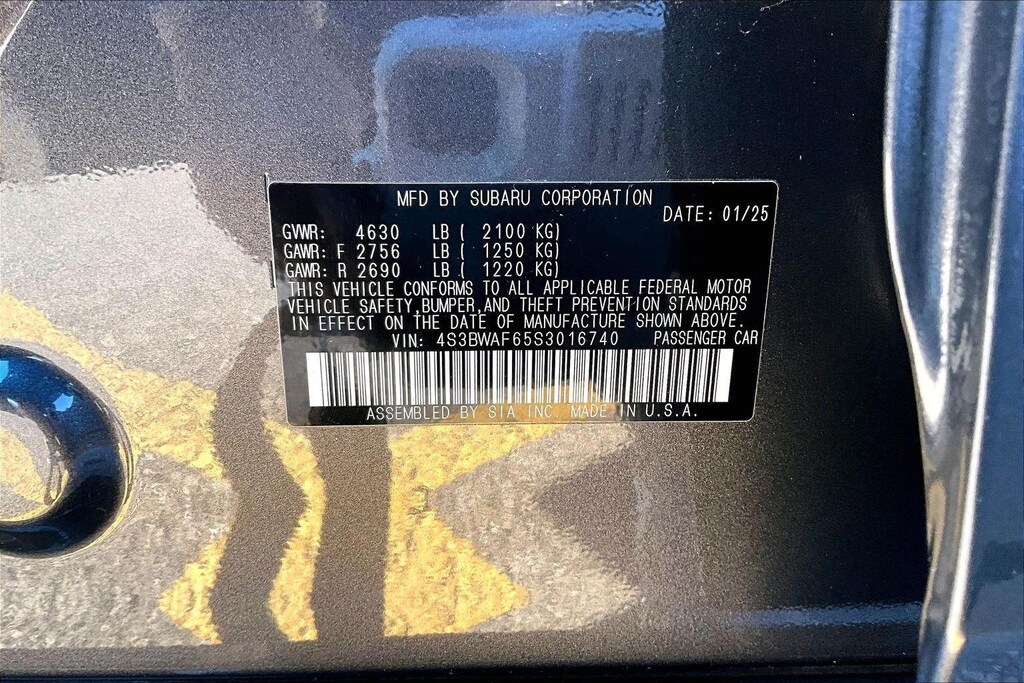 MFD BY SUBARU CORPORATION
DATE: 01/25
GVWR: 4630 LB ( 2100 KG)
GAWR: F 2756 LB ( 1250 KG)
GAWR: R 2690 LB ( 1220 KG)
THIS VEHICLE CONFORMS TO ALL APPLICABLE FEDERAL MOTOR
VEHICLE SAFETY,BUMPER,AND THEFT PREVENTION STANDARDS
IN EFFECT ON THE DATE OF MANUFACTURE SHOWN ABOVE.
VIN: 4S3BWAF65S3016740 PASSENGER CAR
ASSEMBLED BY SIA INC. MADE IN U.S.A.